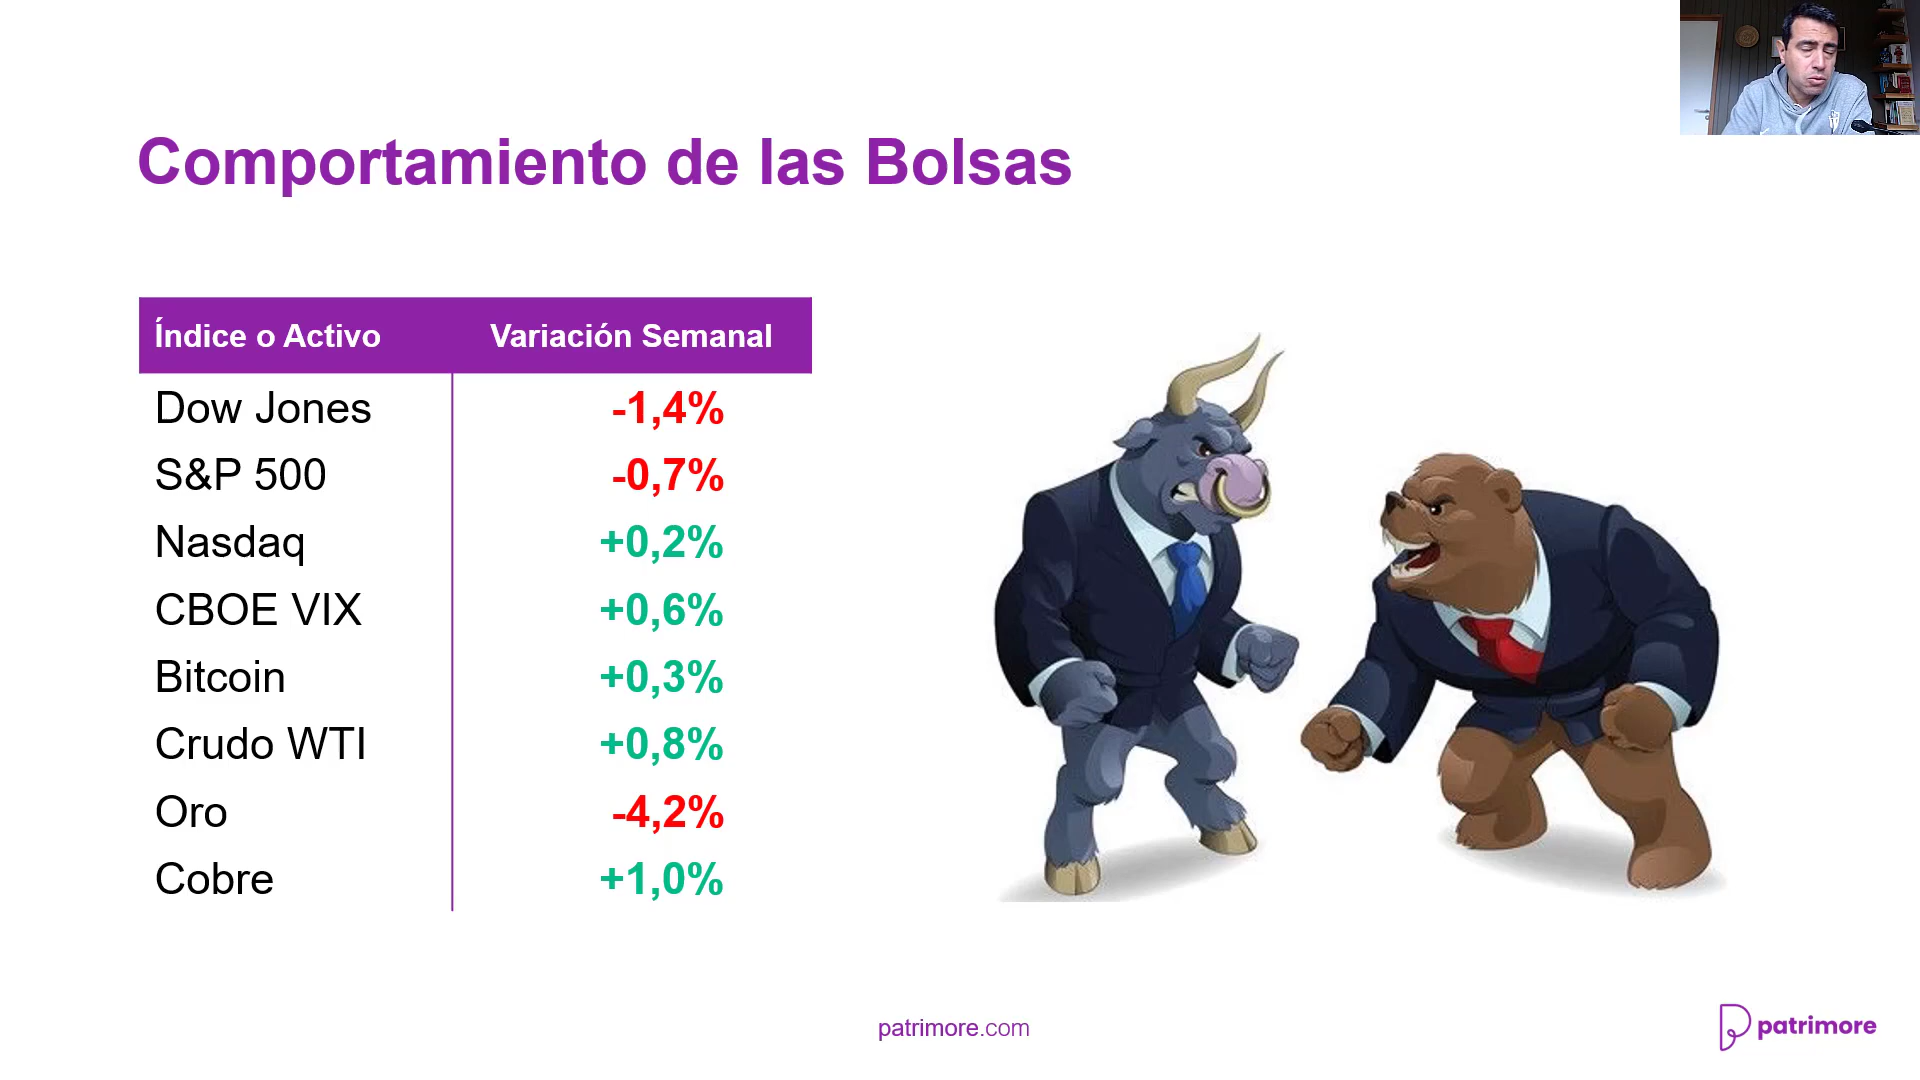 Comportamiento de las Bolsas
Índice o Activo Variación Semanal
Dow Jones -1,4%
S&P 500 -0,7%
Nasdaq +0,2%
CBOE VIX +0,6%
Bitcoin +0,3%
Crudo WTI +0,8%
Oro -4,2%
Cobre +1,0%
patrimore.com
patrimore